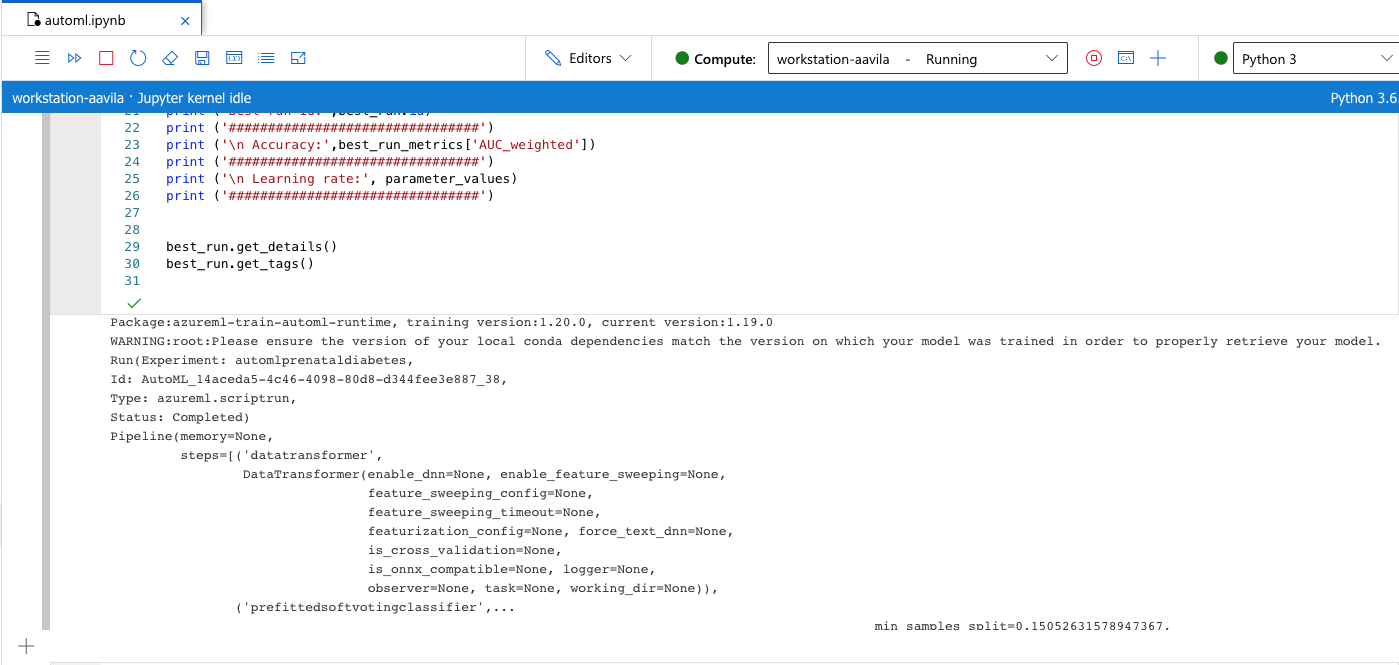 automl.ipynb ×
Editors
Compute: workstation-aavila - Running
Python 3
workstation-aavila · Jupyter kernel idle
Python 3.6
21 print ('Best run id:',best_run.id)
22 print ('################################')
23 print ('\n Accuracy:',best_run_metrics['AUC_weighted'])
24 print ('################################')
25 print ('\n Learning rate:', parameter_values)
26 print ('################################')
27
28
29 best_run.get_details()
30 best_run.get_tags()
31
Package:azureml-train-automl-runtime, training version:1.20.0, current version:1.19.0
WARNING:root:Please ensure the version of your local conda dependencies match the version on which your model was trained in order to properly retrieve your model.
Run(Experiment: automlprenataldiabetes,
Id: AutoML_14aceda5-4c46-4098-80d8-d344fee3e887_38,
Type: azureml.scriptrun,
Status: Completed)
Pipeline(memory=None,
steps=[('datatransformer',
DataTransformer(enable_dnn=None, enable_feature_sweeping=None,
feature_sweeping_config=None,
feature_sweeping_timeout=None,
featurization_config=None, force_text_dnn=None,
is_cross_validation=None,
is_onnx_compatible=None, logger=None,
observer=None, task=None, working_dir=None)),
('prefittedsoftvotingclassifier',...
min_samples_split=0.15052631578947367,